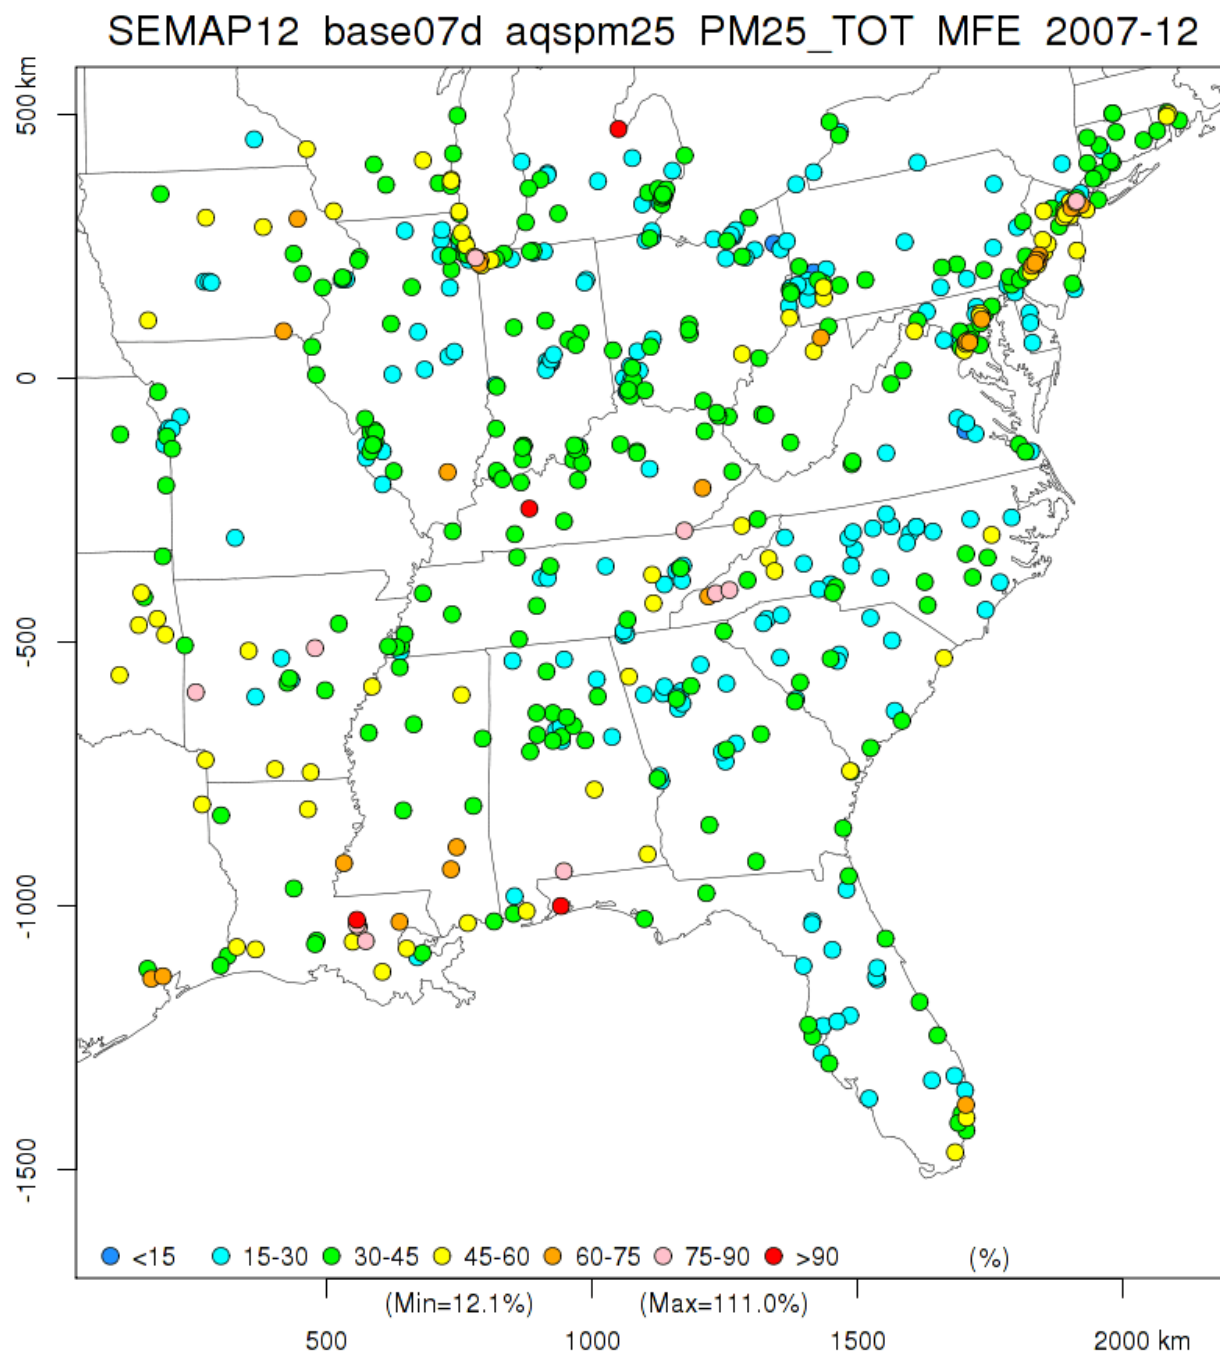 SEMAP12 base07d aqspm25 PM25_TOT MFE 2007-12
500 km
0
-500
-1000
-1500
<15 15-30 30-45 45-60 60-75 75-90 >90 (%)
(Min=12.1%) (Max=111.0%)
500 1000 1500 2000 km